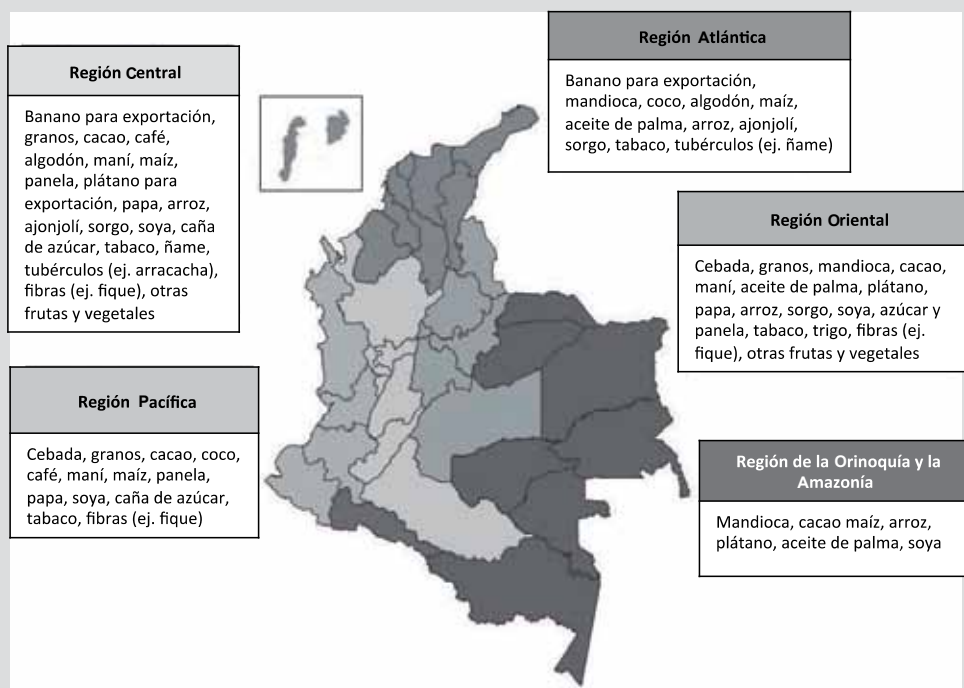 Región Central
Banano para exportación,
granos, cacao, café,
algodón, maní, maíz,
panela, plátano para
exportación, papa, arroz,
ajonjolí, sorgo, soya, caña
de azúcar, tabaco, ñame,
tubérculos (ej. arracacha),
fibras (ej. fique), otras
frutas y vegetales
Región Pacífica
Cebada, granos, cacao, coco,
café, maní, maíz, panela,
papa, soya, caña de azúcar,
tabaco, fibras (ej. fique)
Región Atlántica
Banano para exportación,
mandioca, coco, algodón, maíz,
aceite de palma, arroz, ajonjolí,
sorgo, tabaco, tubérculos (ej. ñame)
Región Oriental
Cebada, granos, mandioca, cacao,
maní, aceite de palma, plátano,
papa, arroz, sorgo, soya, azúcar y
panela, tabaco, trigo, fibras (ej.
fique), otras frutas y vegetales
Región de la Orinoquía y la
Amazonía
Mandioca, cacao maíz, arroz,
plátano, aceite de palma, soya